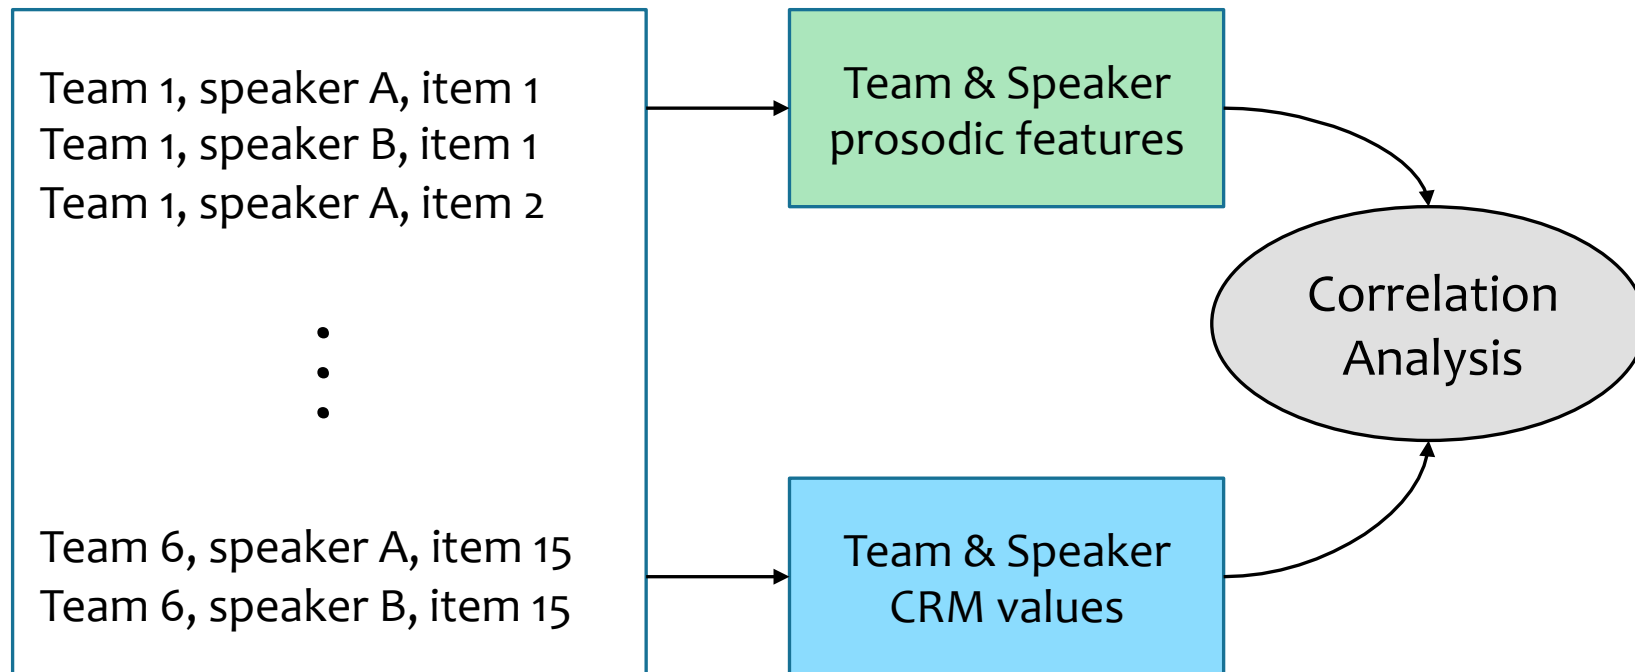 Team 1, speaker A, item 1
Team 1, speaker B, item 1
Team 1, speaker A, item 2
Team 6, speaker A, item 15
Team 6, speaker B, item 15
Team & Speaker
prosodic features
Team & Speaker
CRM values
Correlation
Analysis